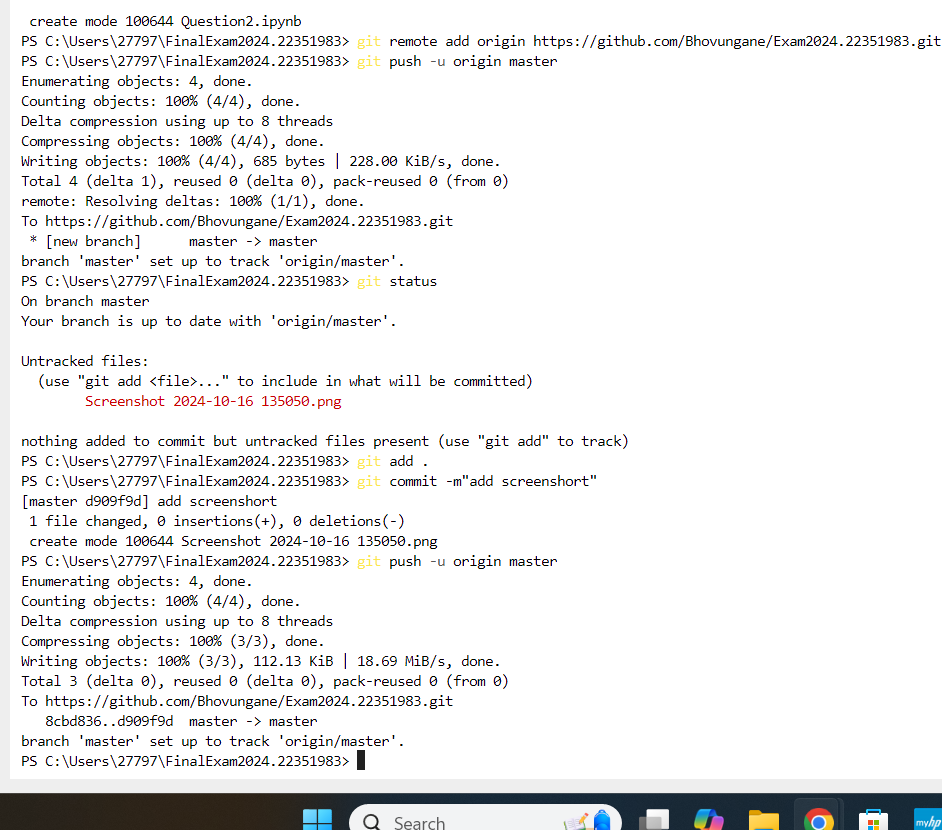 create mode 100644 Question2.ipynb
PS C:\Users\27797\FinalExam2024.22351983> git remote add origin https://github.com/Bhovungane/Exam2024.22351983.git
PS C:\Users\27797\FinalExam2024.22351983> git push -u origin master
Enumerating objects: 4, done.
Counting objects: 100% (4/4), done.
Delta compression using up to 8 threads
Compressing objects: 100% (4/4), done.
Writing objects: 100% (4/4), 685 bytes | 228.00 KiB/s, done.
Total 4 (delta 1), reused 0 (delta 0), pack-reused 0 (from 0)
remote: Resolving deltas: 100% (1/1), done.
To https://github.com/Bhovungane/Exam2024.22351983.git
* [new branch]      master -> master
branch 'master' set up to track 'origin/master'.
PS C:\Users\27797\FinalExam2024.22351983> git status
On branch master
Your branch is up to date with 'origin/master'.
Untracked files:
(use "git add <file>..." to include in what will be committed)
Screenshot 2024-10-16 135050.png
nothing added to commit but untracked files present (use "git add" to track)
PS C:\Users\27797\FinalExam2024.22351983> git add .
PS C:\Users\27797\FinalExam2024.22351983> git commit -m"add screenshort"
[master d909f9d] add screenshort
1 file changed, 0 insertions(+), 0 deletions(-)
create mode 100644 Screenshot 2024-10-16 135050.png
PS C:\Users\27797\FinalExam2024.22351983> git push -u origin master
Enumerating objects: 4, done.
Counting objects: 100% (4/4), done.
Delta compression using up to 8 threads
Compressing objects: 100% (3/3), done.
Writing objects: 100% (3/3), 112.13 KiB | 18.69 MiB/s, done.
Total 3 (delta 0), reused 0 (delta 0), pack-reused 0 (from 0)
To https://github.com/Bhovungane/Exam2024.22351983.git
8cbd836..d909f9d  master -> master
branch 'master' set up to track 'origin/master'.
PS C:\Users\27797\FinalExam2024.22351983>
Search
myhp